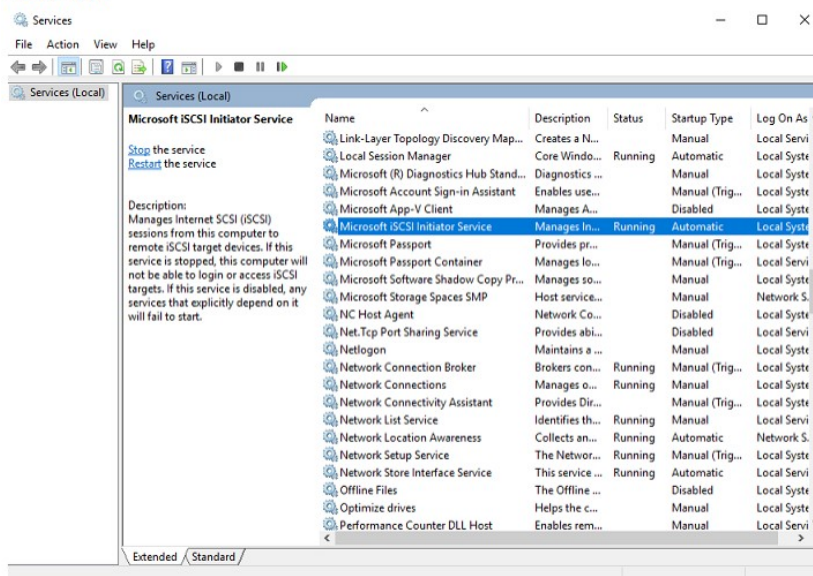 Services
File Action View Help
Services (Local)
Services (Local)
Microsoft iSCSI Initiator Service
Stop the service
Restart the service
Description:
Manages Internet SCSI (iSCSI)
sessions from this computer to
remote iSCSI target devices. If this
service is stopped, this computer will
not be able to login or access iSCSI
targets. If this service is disabled, any
services that explicitly depend on it
will fail to start.
Name Description Status Startup Type Log On As
Link-Layer Topology Discovery Map... Creates a N... Manual Local Servi
Local Session Manager Core Windo... Running Automatic Local Syste
Microsoft (R) Diagnostics Hub Stand... Diagnostics ... Manual Local Syste
Microsoft Account Sign-in Assistant Enables use... Manual (Trig... Local Syste
Microsoft App-V Client Manages A... Disabled Local Syste
Microsoft iSCSI Initiator Service Manages In... Running Automatic Local Syste
Microsoft Passport Provides pr... Manual (Trig... Local Syste
Microsoft Passport Container Manages lo... Manual (Trig... Local Servi
Microsoft Software Shadow Copy Pr... Manages so... Manual Local Syste
Microsoft Storage Spaces SMP Host service... Manual Network S.
NC Host Agent Network Co... Disabled Local Syste
Net.Tcp Port Sharing Service Provides abi... Disabled Local Servi
Netlogon Maintains a ... Manual Local Syste
Network Connection Broker Brokers con... Running Manual (Trig... Local Syste
Network Connections Manages o... Running Manual Local Syste
Network Connectivity Assistant Provides Dir... Manual (Trig... Local Syste
Network List Service Identifies th... Running Manual Local Servi
Network Location Awareness Collects an... Running Automatic Network S.
Network Setup Service The Networ... Running Manual (Trig... Local Syste
Network Store Interface Service This service ... Running Automatic Local Servi
Offline Files The Offline ... Disabled Local Syste
Optimize drives Helps the c... Manual Local Syste
Performance Counter DLL Host Enables rem... Manual Local Servi
Extended Standard